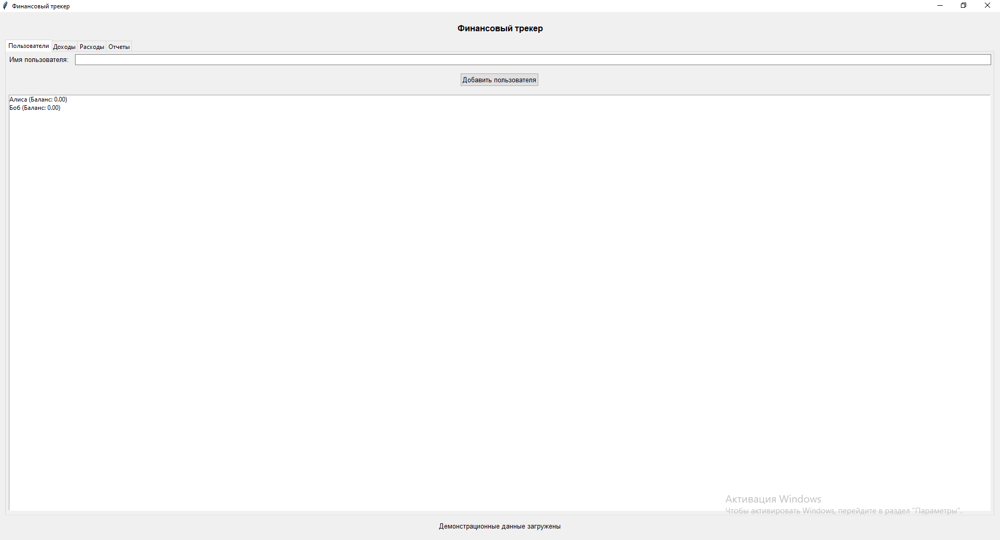 Финансовый трекер
Финансовый трекер
Пользователи Доходы Расходы Отчеты
Имя пользователя:
Добавить пользователя
Алиса (Баланс: 0.00)
Боб (Баланс: 0.00)
Активация Windows
Чтобы активировать Windows, перейдите в раздел "Параметры".
Демонстрационные данные загружены